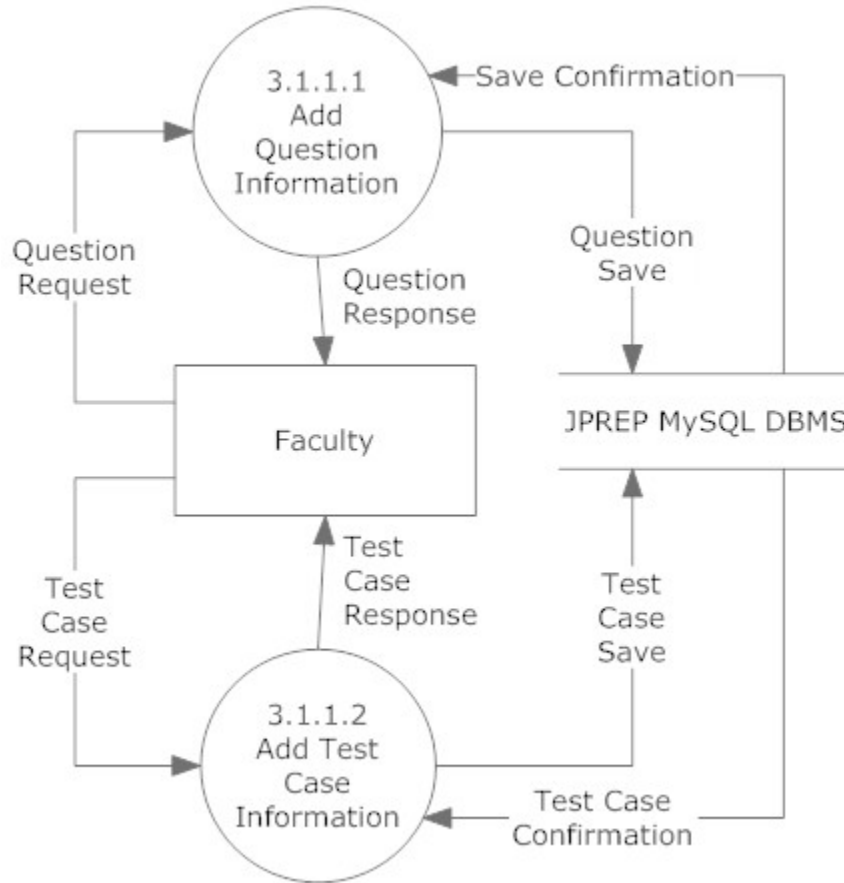 3.1.1.1
Add
Question
Information
Save Confirmation
Question
Request
Question
Save
Question
Response
Faculty
JPREP MySQL DBMS
Test
Case
Response
Test
Case
Request
Test
Case
Save
3.1.1.2
Add Test
Case
Information
Test Case
Confirmation